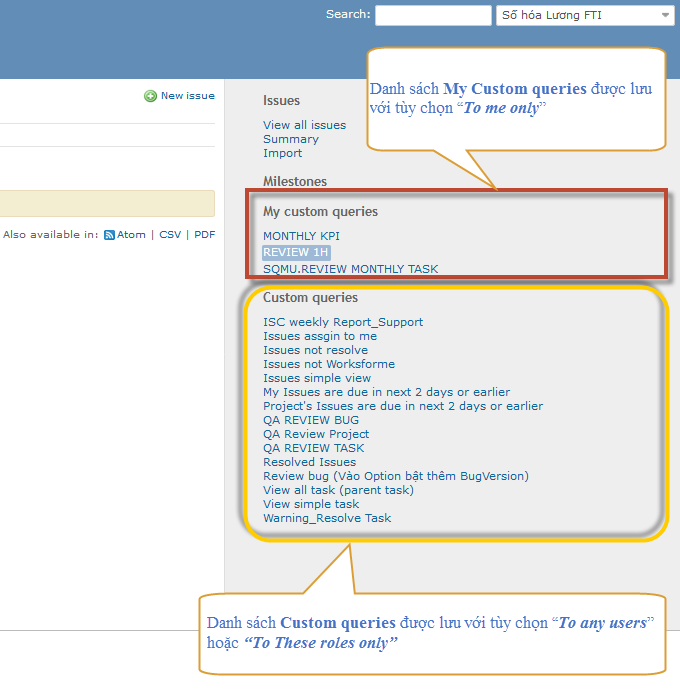 Search:
Số hóa Lương FTI
Danh sách My Custom queries được lưu
với tùy chọn “To me only”
New issue
Issues
View all issues
Summary
Import
Milestones
My custom queries
Also available in: Atom | CSV | PDF
MONTHLY KPI
REVIEW 1H
SQMU.REVIEW MONTHLY TASK
Custom queries
ISC weekly Report_Support
Issues assgin to me
Issues not resolve
Issues not Worksforme
Issues simple view
My Issues are due in next 2 days or earlier
Project's Issues are due in next 2 days or earlier
QA REVIEW BUG
QA Review Project
QA REVIEW TASK
Resolved Issues
Review bug (Vào Option bật thêm BugVersion)
View all task (parent task)
View simple task
Warning_Resolve Task
Danh sách Custom queries được lưu với tùy chọn “To any users”
hoặc “To These roles only”